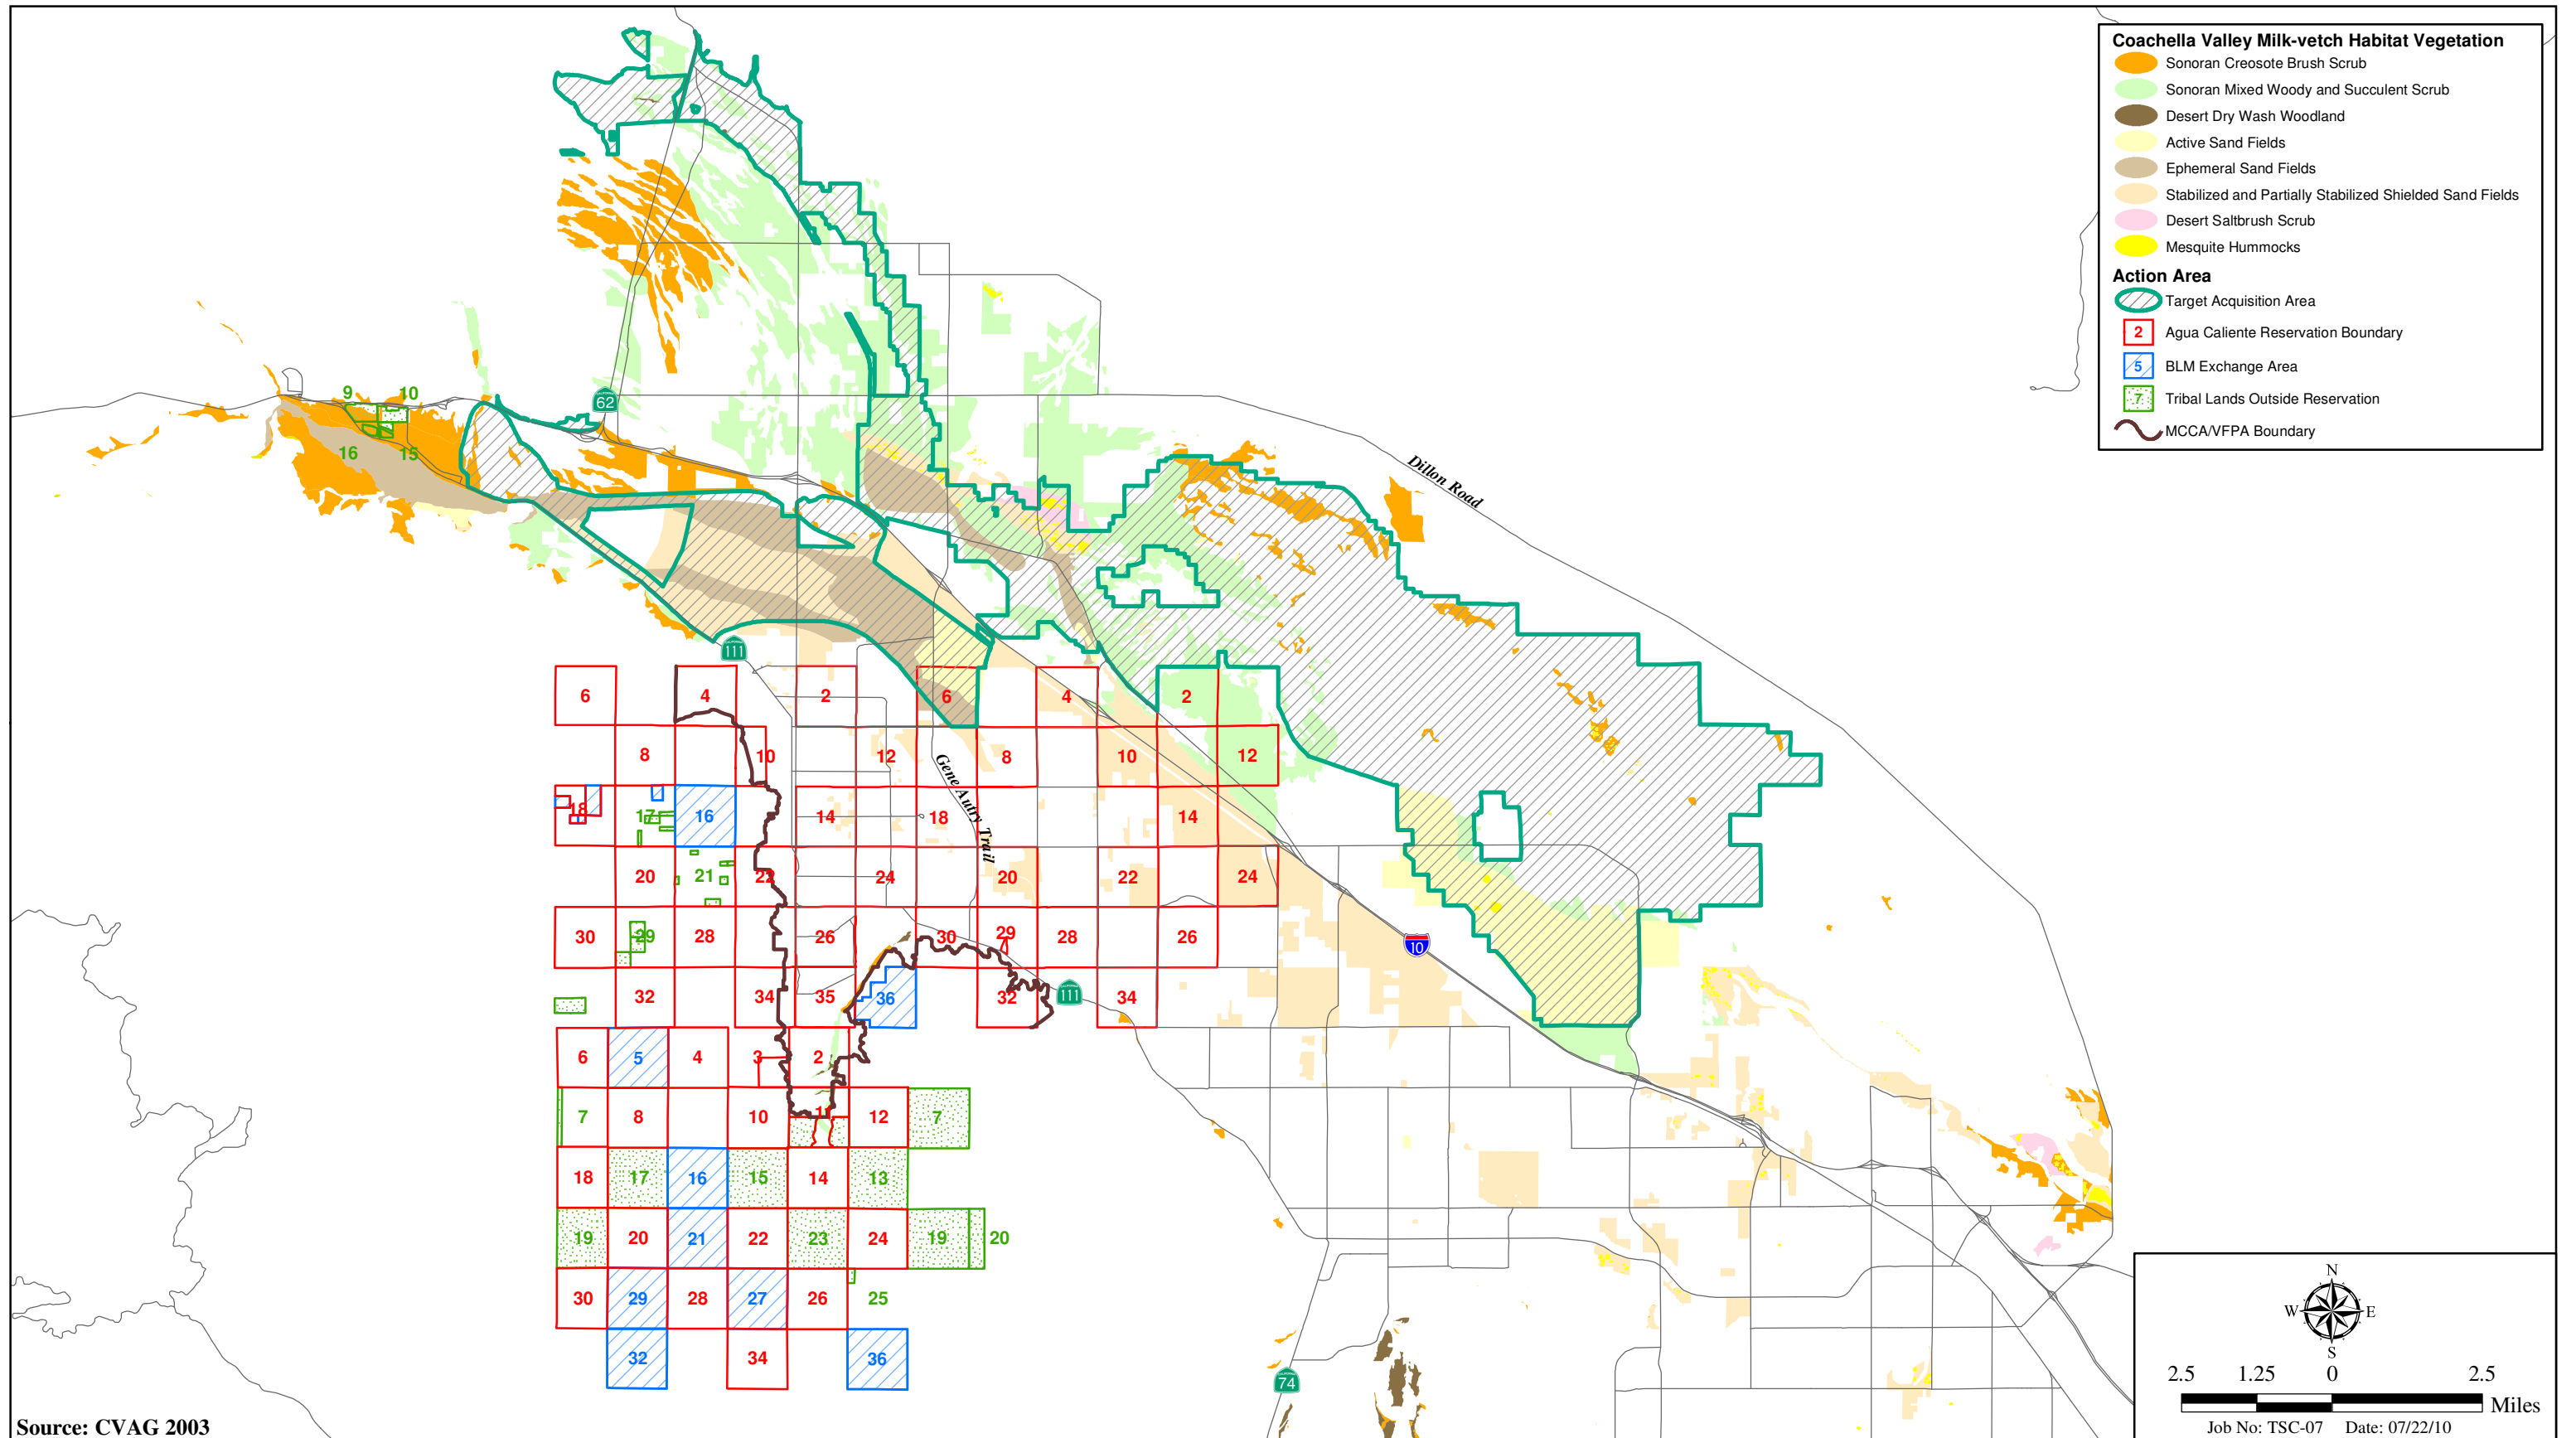 Coachella Valley Milk-vetch Habitat Vegetation
Sonoran Creosote Brush Scrub
Sonoran Mixed Woody and Succulent Scrub
Desert Dry Wash Woodland
Active Sand Fields
Ephemeral Sand Fields
Stabilized and Partially Stabilized Shielded Sand Fields
Desert Saltbrush Scrub
Mesquite Hummocks
Action Area
Target Acquisition Area
2 Agua Caliente Reservation Boundary
5 BLM Exchange Area
7 Tribal Lands Outside Reservation
MCCA/VFPA Boundary
9 10
62
16 15
Dillon Road
111
6 4 2 6 4 2
8 10 12 8 10 12
Gene Autry Trail
18 17 16 14 18 14
20 21 22 24 20 22 24
30 29 28 26 30 29 28 26
10
32 34 35 36 32 111 34
6 5 4 3 2
7 8 10 11 12 7
18 17 16 15 14 13
19 20 21 22 23 24 19 20
30 29 28 27 26 25
32 34 36
74
N
W E
S
2.5 1.25 0 2.5
Miles
Job No: TSC-07 Date: 07/22/10
Source: CVAG 2003